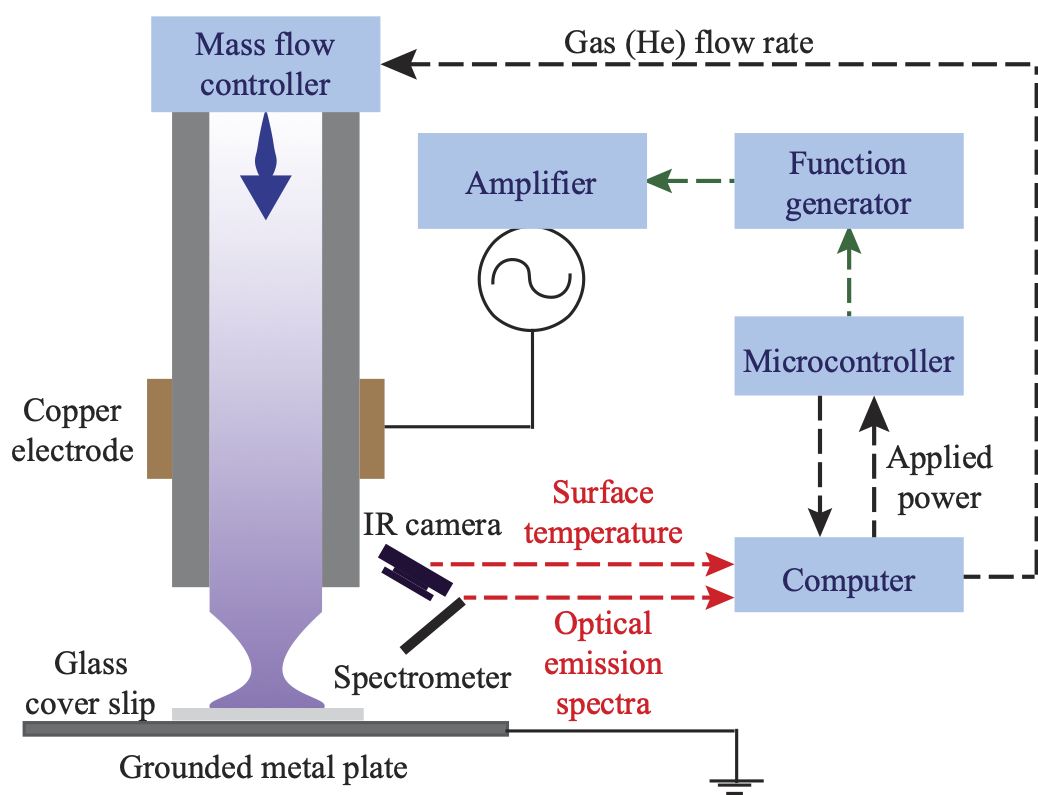 Mass flow
controller
Gas (He) flow rate
Amplifier
Function
generator
Microcontroller
Copper
electrode
Applied
power
Surface
temperature
IR camera
Computer
Optical
emission
spectra
Spectrometer
Glass
cover slip
Grounded metal plate